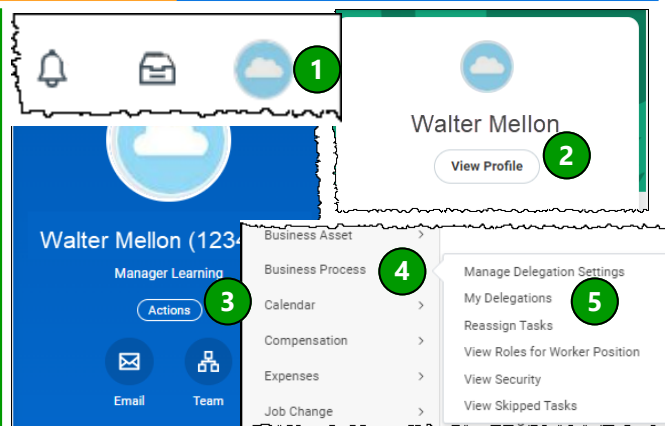 1
Walter Mellon
View Profile
2
Walter Mellon (1234
Manager Learning
Actions
3
Email
Team
Business Asset
Business Process
4
Calendar
Compensation
Expenses
Job Change
Manage Delegation Settings
My Delegations
5
Reassign Tasks
View Roles for Worker Position
View Security
View Skipped Tasks